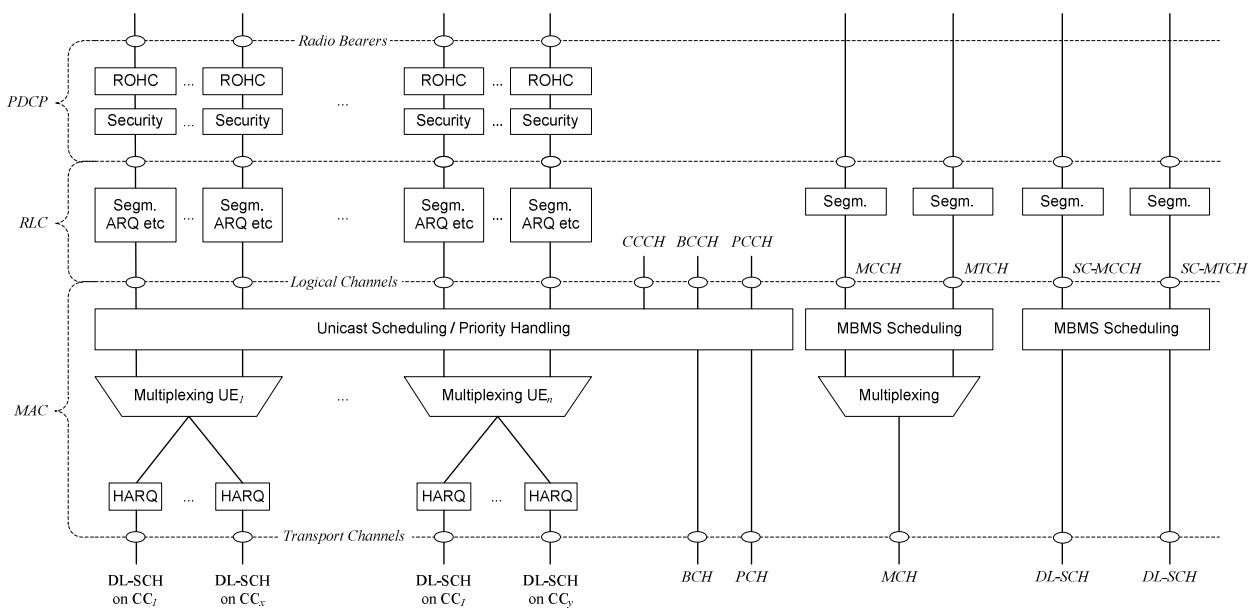 Radio Bearers
ROHC ... ROHC ROHC ... ROHC
PDCP ...
Security ... Security Security ... Security
Segm. ARQ etc ... Segm. ARQ etc ... Segm. ARQ etc ... Segm. ARQ etc Segm. Segm. Segm. Segm.
RLC
CCCH BCCH PCCH
MCCH MTCH SC-MCCH SC-MTCH
Logical Channels
Unicast Scheduling / Priority Handling MBMS Scheduling MBMS Scheduling
Multiplexing UE1 ... Multiplexing UEn Multiplexing
MAC
HARQ ... HARQ HARQ ... HARQ
Transport Channels
DL-SCH on CC1 DL-SCH on CCx DL-SCH on CC1 DL-SCH on CCy BCH PCH MCH DL-SCH DL-SCH